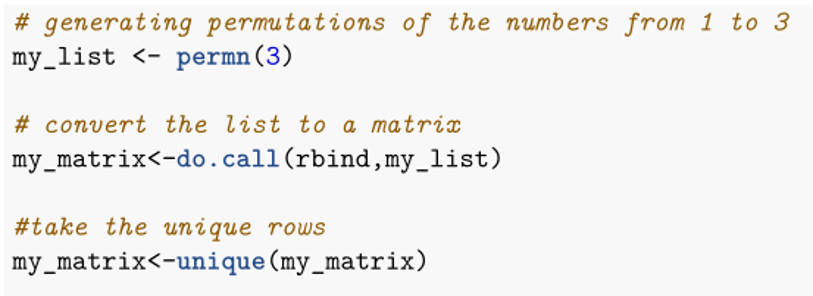 # generating permutations of the numbers from 1 to 3
my_list <- permn(3)
# convert the list to a matrix
my_matrix<-do.call(rbind,my_list)
#take the unique rows
my_matrix<-unique(my_matrix)